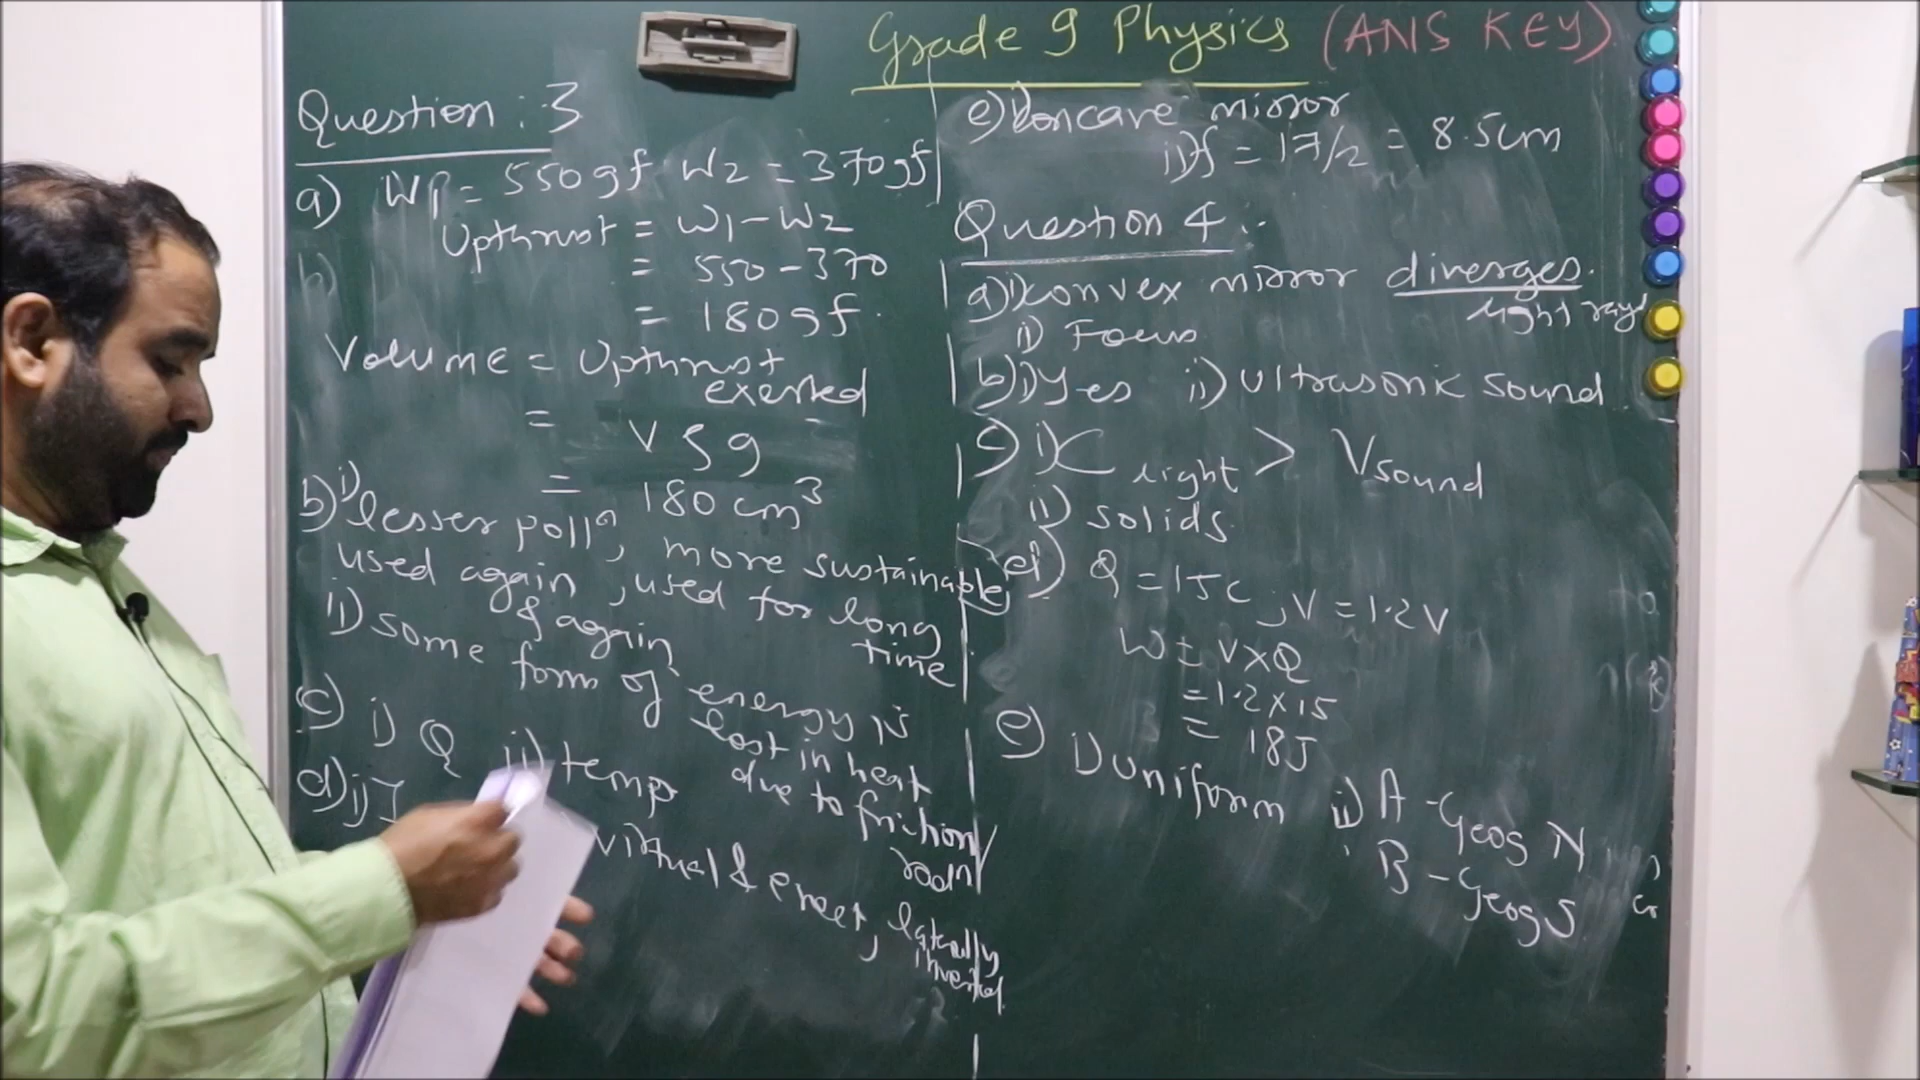 Grade 9 Physics (ANS KEY)
Question : 3
a) W1 = 550gf W2 = 370gf
Upthrust = W1 - W2
= 550 - 370
= 180gf.
Volume = Upthrust
exerted
= Vρg
= 180 cm³
b) i) lesser polln, more sustainable,
used again, used for long
& again time
ii) some form of energy is
lost in heat
due to friction
c) i) Q ii) temp
d) i) I
virtual & erect, laterally
inverted
e) i) Concave mirror
ii) f = 17/2 = 8.5cm
Question 4 :-
a) i) Convex mirror diverges.
light rays
ii) Focus
b) i) Yes ii) Ultrasonic sound
c) i) C light > V sound
ii) solids.
Q = 15C, V = 1.2V
W = V×Q
= 1.2×15
= 18J
e) i) Uniform ii) A - Geog N
B - Geog S